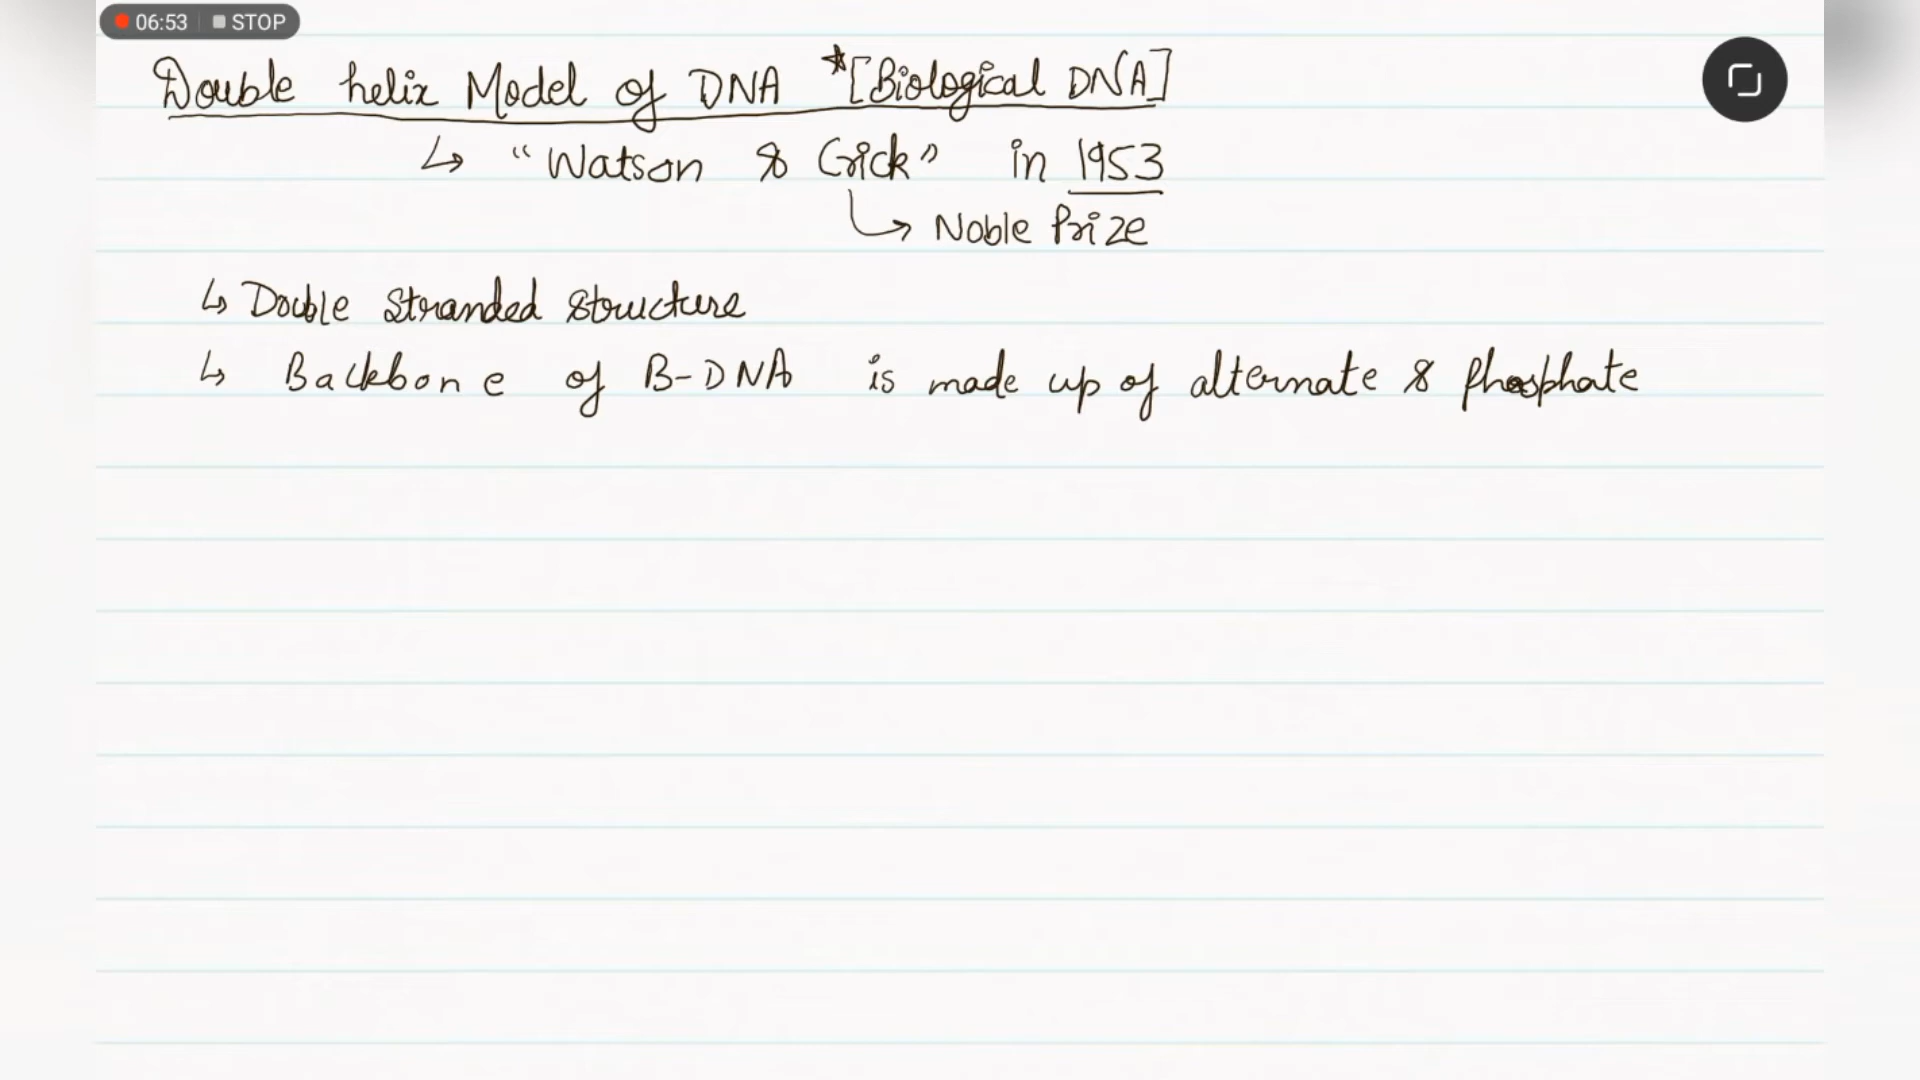 06:53 STOP
Double helix Model of DNA *[Biological DNA]
↳ "Watson & Crick" in 1953
↳ Noble Prize
↳ Double Stranded Structure
↳ Backbone of B-DNA is made up of alternate & phosphate